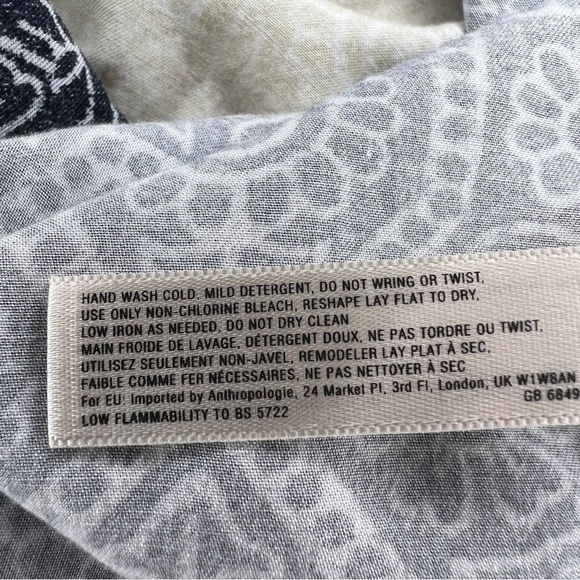 HAND WASH COLD, MILD DETERGENT, DO NOT WRING OR TWIST,
USE ONLY NON-CHLORINE BLEACH, RESHAPE LAY FLAT TO DRY.
LOW IRON AS NEEDED, DO NOT DRY CLEAN
MAIN FROIDE DE LAVAGE, DÉTERGENT DOUX, NE PAS TORDRE OU TWIST,
UTILISEZ SEULEMENT NON-JAVEL, REMODELER LAY PLAT À SEC,
FAIBLE COMME FER NÉCESSAIRES, NE PAS NETTOYER À SEC
For EU: Imported by Anthropologie, 24 Market Pl, 3rd Fl, London, UK W1W8AN
GB 6849
LOW FLAMMABILITY TO BS 5722